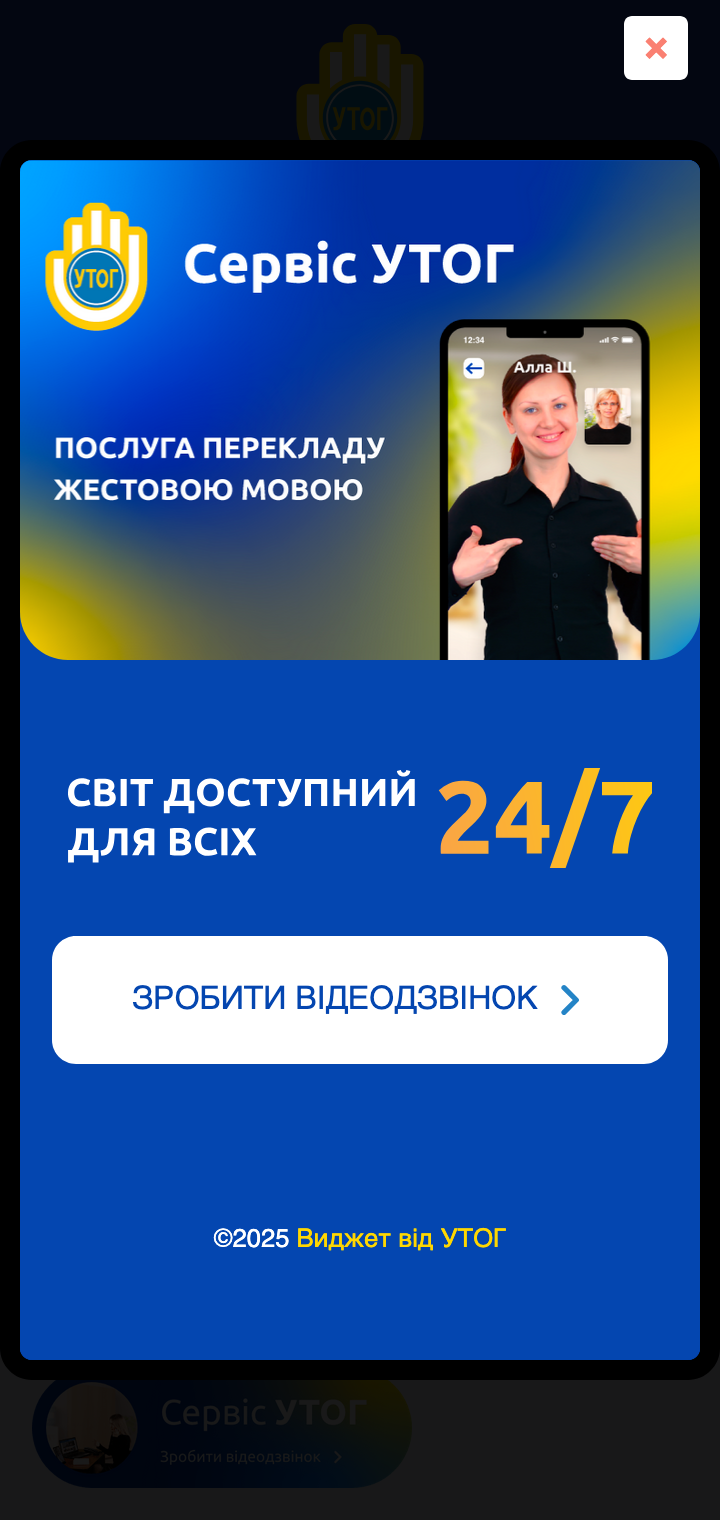 УТОГ
УТОГ
Сервіс УТОГ
12:34
Алла Ш.
ПОСЛУГА ПЕРЕКЛАДУ
ЖЕСТОВОЮ МОВОЮ
СВІТ ДОСТУПНИЙ
ДЛЯ ВСІХ
24/7
ЗРОБИТИ ВІДЕОДЗВІНОК
©2025 Виджет від УТОГ
Сервіс УТОГ
Зробити відеодзвінок